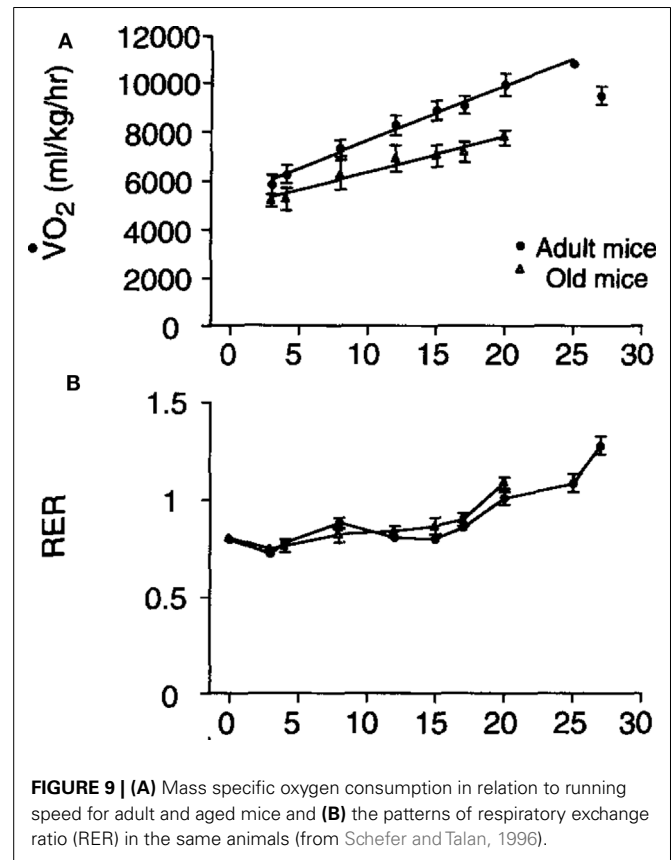 A
12000
10000
8000
6000
4000
2000
0
V̇O₂ (ml/kg/hr)
Adult mice
Old mice
0 5 10 15 20 25 30
B
1.5
1
0.5
0
RER
0 5 10 15 20 25 30
FIGURE 9 | (A) Mass specific oxygen consumption in relation to running
speed for adult and aged mice and (B) the patterns of respiratory exchange
ratio (RER) in the same animals (from Schefer and Talan, 1996).